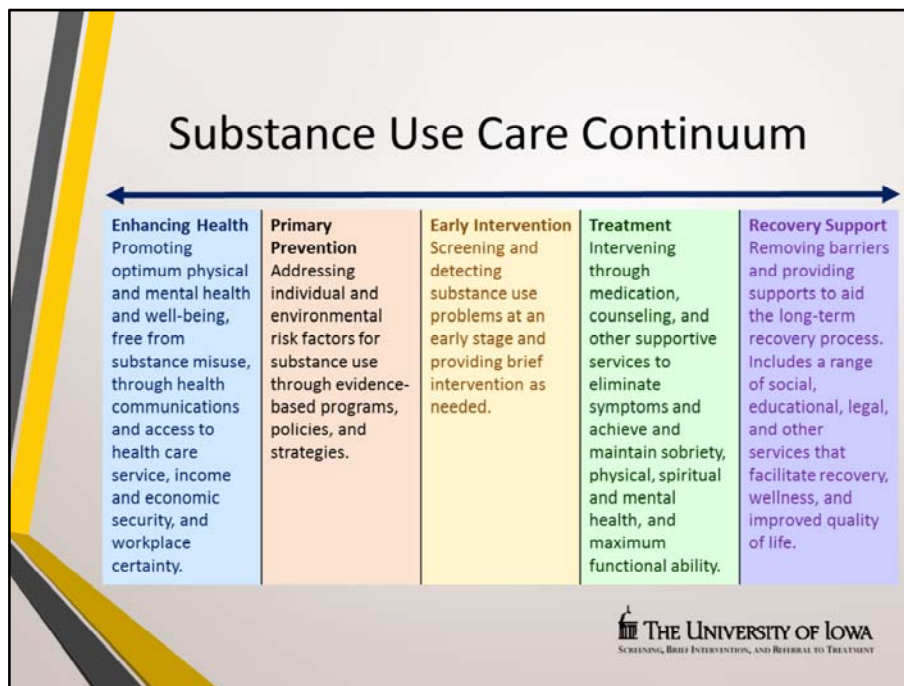 Substance Use Care Continuum
Enhancing Health
Promoting
optimum physical
and mental health
and well-being,
free from
substance misuse,
through health
communications
and access to
health care
service, income
and economic
security, and
workplace
certainty.
Primary
Prevention
Addressing
individual and
environmental
risk factors for
substance use
through evidence-
based programs,
policies, and
strategies.
Early Intervention
Screening and
detecting
substance use
problems at an
early stage and
providing brief
intervention as
needed.
Treatment
Intervening
through
medication,
counseling, and
other supportive
services to
eliminate
symptoms and
achieve and
maintain sobriety,
physical, spiritual
and mental
health, and
maximum
functional ability.
Recovery Support
Removing barriers
and providing
supports to aid
the long-term
recovery process.
Includes a range
of social,
educational, legal,
and other
services that
facilitate recovery,
wellness, and
improved quality
of life.
THE UNIVERSITY OF IOWA
SCREENING, BRIEF INTERVENTION, AND REFERRAL TO TREATMENT